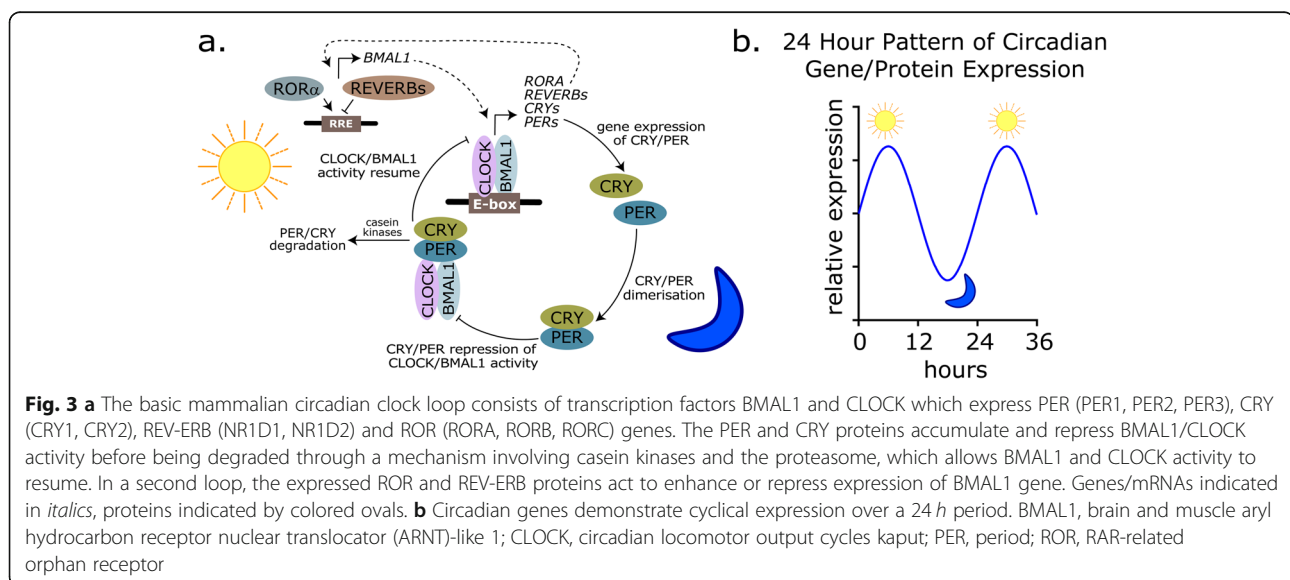 a.
BMAL1
RORα
REVERBs
RRE
RORA
REVERBs
CRYs
PERs
gene expression
of CRY/PER
CLOCK/BMAL1
activity resume
CLOCK
BMAL1
E-box
CRY
PER
casein
kinases
PER/CRY
degradation
CRY
PER
CLOCK
BMAL1
CRY/PER
dimerisation
CRY
PER
CRY/PER repression of
CLOCK/BMAL1 activity
b. 24 Hour Pattern of Circadian
Gene/Protein Expression
relative expression
0 12 24 36
hours
Fig. 3 a The basic mammalian circadian clock loop consists of transcription factors BMAL1 and CLOCK which express PER (PER1, PER2, PER3), CRY
(CRY1, CRY2), REV-ERB (NR1D1, NR1D2) and ROR (RORA, RORB, RORC) genes. The PER and CRY proteins accumulate and repress BMAL1/CLOCK
activity before being degraded through a mechanism involving casein kinases and the proteasome, which allows BMAL1 and CLOCK activity to
resume. In a second loop, the expressed ROR and REV-ERB proteins act to enhance or repress expression of BMAL1 gene. Genes/mRNAs indicated
in italics, proteins indicated by colored ovals. b Circadian genes demonstrate cyclical expression over a 24 h period. BMAL1, brain and muscle aryl
hydrocarbon receptor nuclear translocator (ARNT)-like 1; CLOCK, circadian locomotor output cycles kaput; PER, period; ROR, RAR-related
orphan receptor